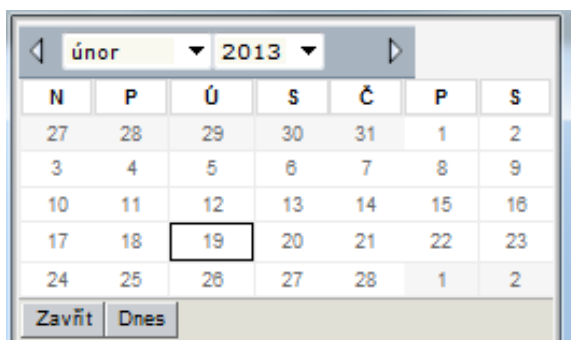 únor 2013
N P Ú S Č P S
27 28 29 30 31 1 2
3 4 5 6 7 8 9
10 11 12 13 14 15 16
17 18 19 20 21 22 23
24 25 26 27 28 1 2
Zavřít Dnes